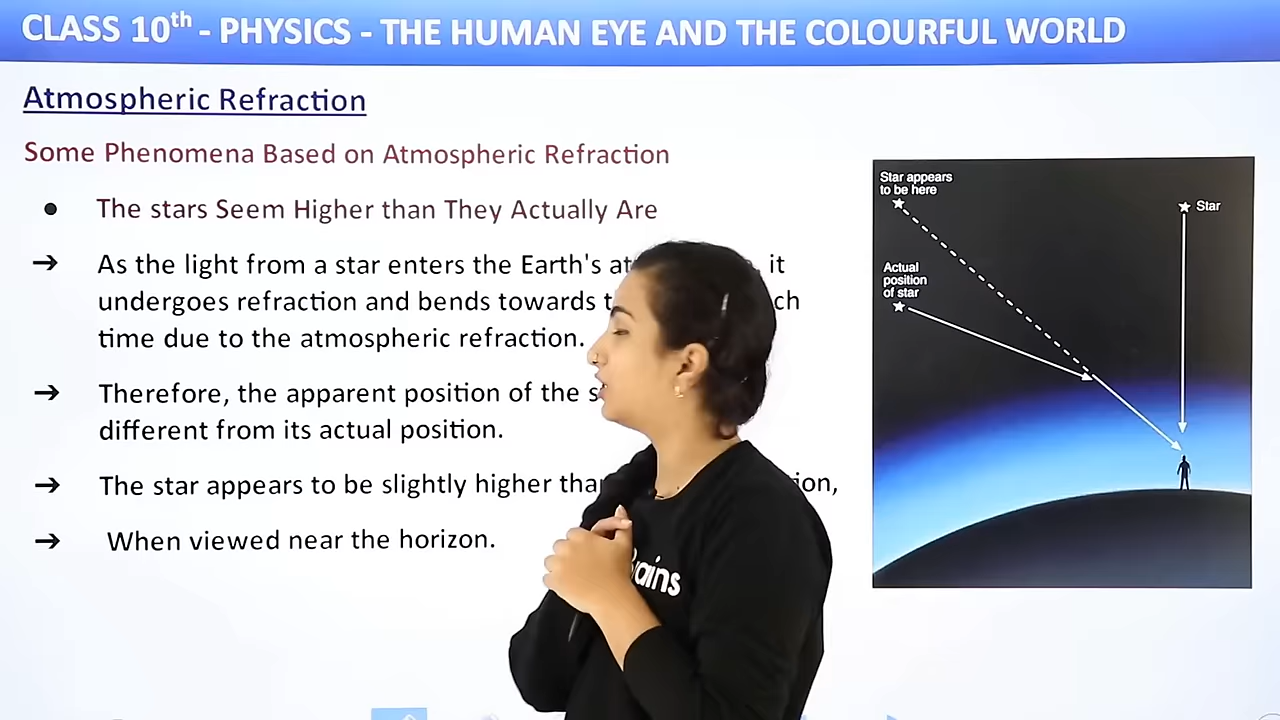 CLASS 10th - PHYSICS - THE HUMAN EYE AND THE COLOURFUL WORLD
Atmospheric Refraction
Some Phenomena Based on Atmospheric Refraction
● The stars Seem Higher than They Actually Are
→ As the light from a star enters the Earth's it
undergoes refraction and bends towards
time due to the atmospheric refraction.
→ Therefore, the apparent position of the
different from its actual position.
→ The star appears to be slightly higher
→ When viewed near the horizon.
Star appears
to be here
Star
Actual
position
of star